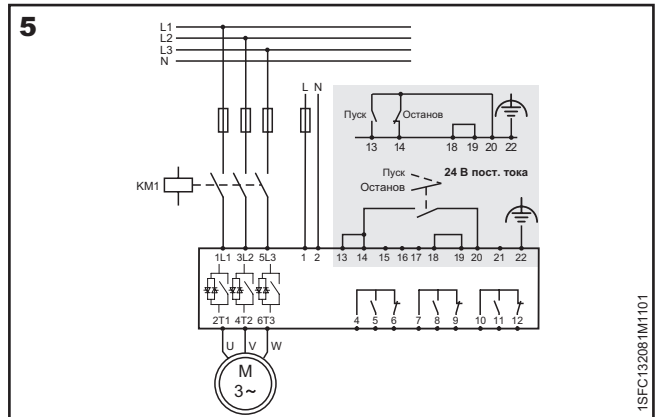 5
L1
L2
L3
N
L N
Пуск Останов
13 14 18 19 20 22
Пуск 24 В пост. тока
Останов
KM1
1L1 3L2 5L3 1 2 13 14 15 16 17 18 19 20 21 22
2T1 4T2 6T3 4 5 6 7 8 9 10 11 12
U V W
M
3~
1SFC132081M1101